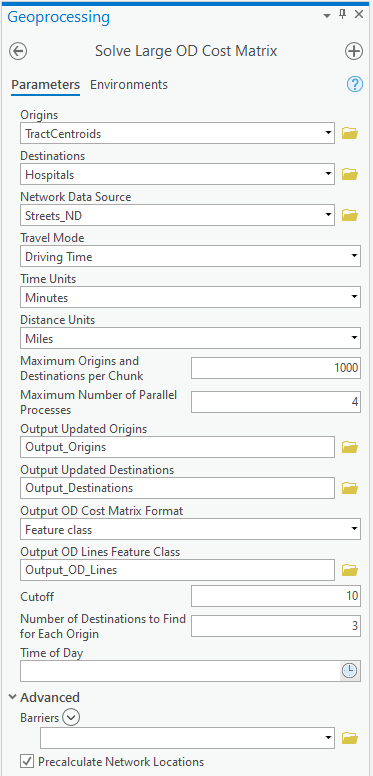 Geoprocessing
Solve Large OD Cost Matrix
Parameters Environments
Origins
TractCentroids
Destinations
Hospitals
Network Data Source
Streets_ND
Travel Mode
Driving Time
Time Units
Minutes
Distance Units
Miles
Maximum Origins and
Destinations per Chunk
1000
Maximum Number of Parallel
Processes
4
Output Updated Origins
Output_Origins
Output Updated Destinations
Output_Destinations
Output OD Cost Matrix Format
Feature class
Output OD Lines Feature Class
Output_OD_Lines
Cutoff 10
Number of Destinations to Find
for Each Origin
3
Time of Day
Advanced
Barriers
Precalculate Network Locations